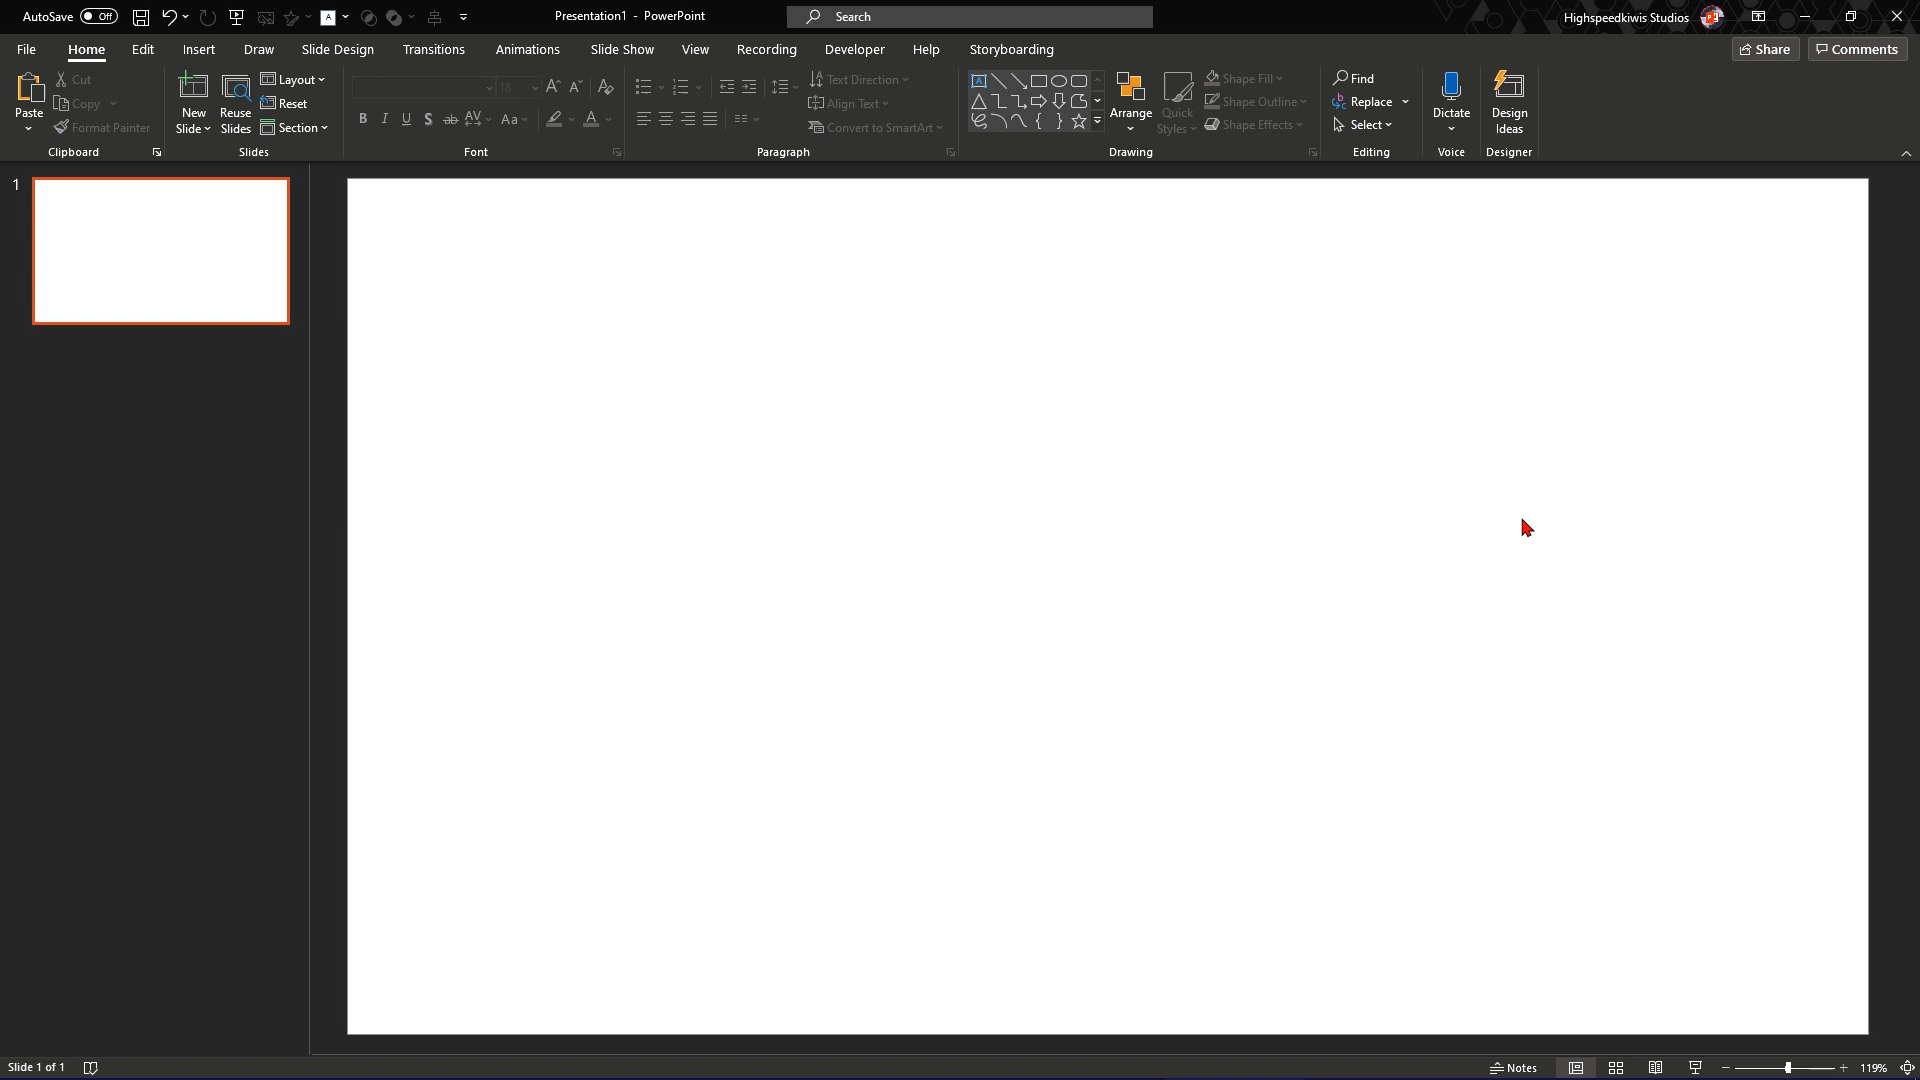 AutoSave Off
Presentation1 - PowerPoint
Search
Highspeedkiwis Studios
File Home Edit Insert Draw Slide Design Transitions Animations Slide Show View Recording Developer Help Storyboarding
Share Comments
Paste
Cut
Copy
Format Painter
Clipboard
New Slide
Reuse Slides
Layout
Reset
Section
Slides
18
B I U S ab AV Aa A
Font
Text Direction
Align Text
Convert to SmartArt
Paragraph
Arrange
Quick Styles
Shape Fill
Shape Outline
Shape Effects
Drawing
Find
Replace
Select
Editing
Dictate
Voice
Design Ideas
Designer
1
Slide 1 of 1
Notes
119%